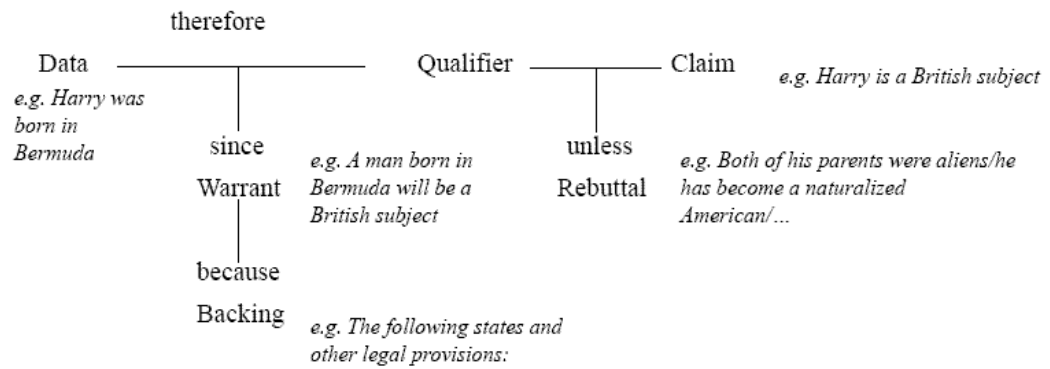 therefore
Data
Qualifier
Claim
e.g. Harry is a British subject
e.g. Harry was
born in
Bermuda
since
Warrant
e.g. A man born in
Bermuda will be a
British subject
unless
Rebuttal
e.g. Both of his parents were aliens/he
has become a naturalized
American/…
because
Backing
e.g. The following states and
other legal provisions: